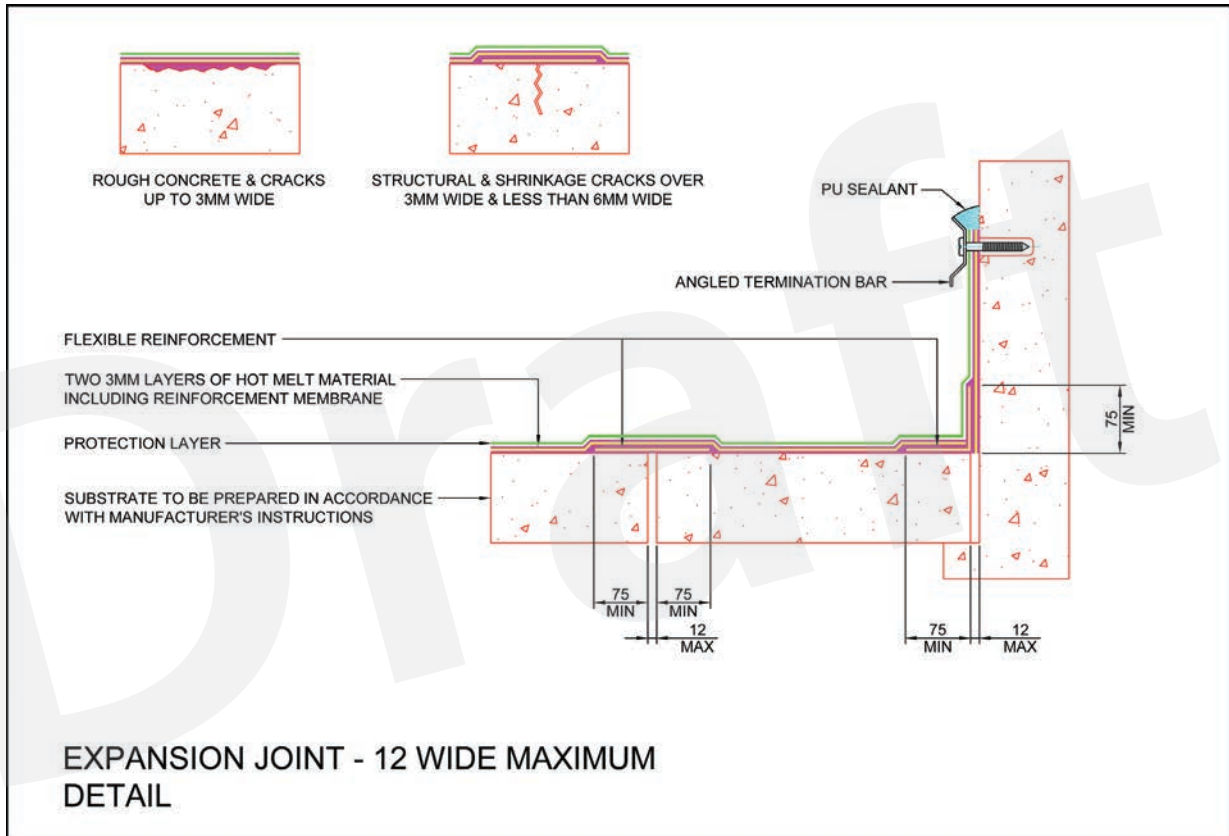 ROUGH CONCRETE & CRACKS
UP TO 3MM WIDE
STRUCTURAL & SHRINKAGE CRACKS OVER
3MM WIDE & LESS THAN 6MM WIDE
PU SEALANT
ANGLED TERMINATION BAR
FLEXIBLE REINFORCEMENT
TWO 3MM LAYERS OF HOT MELT MATERIAL
INCLUDING REINFORCEMENT MEMBRANE
PROTECTION LAYER
SUBSTRATE TO BE PREPARED IN ACCORDANCE
WITH MANUFACTURER'S INSTRUCTIONS
75
MIN
75
MIN
75
MIN
12
MAX
75
MIN
12
MAX
EXPANSION JOINT - 12 WIDE MAXIMUM
DETAIL
Draft